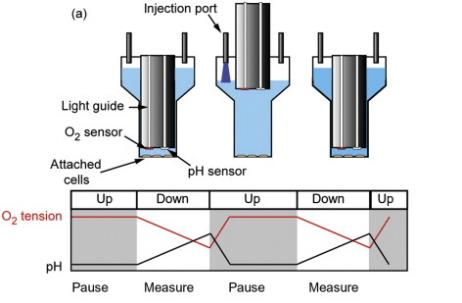 (a)
Injection port
Light guide
O2 sensor
pH sensor
Attached
cells
Up Down Up Down Up
O2 tension
pH
Pause Measure Pause Measure